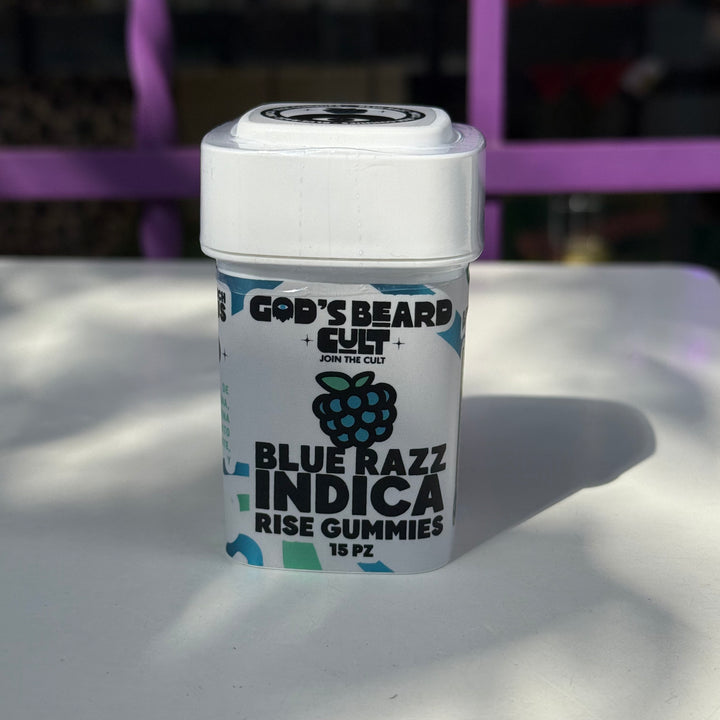 GOD'S BEARD
CULT
JOIN THE CULT
BLUE RAZZ
INDICA
RISE GUMMIES
15 PZ